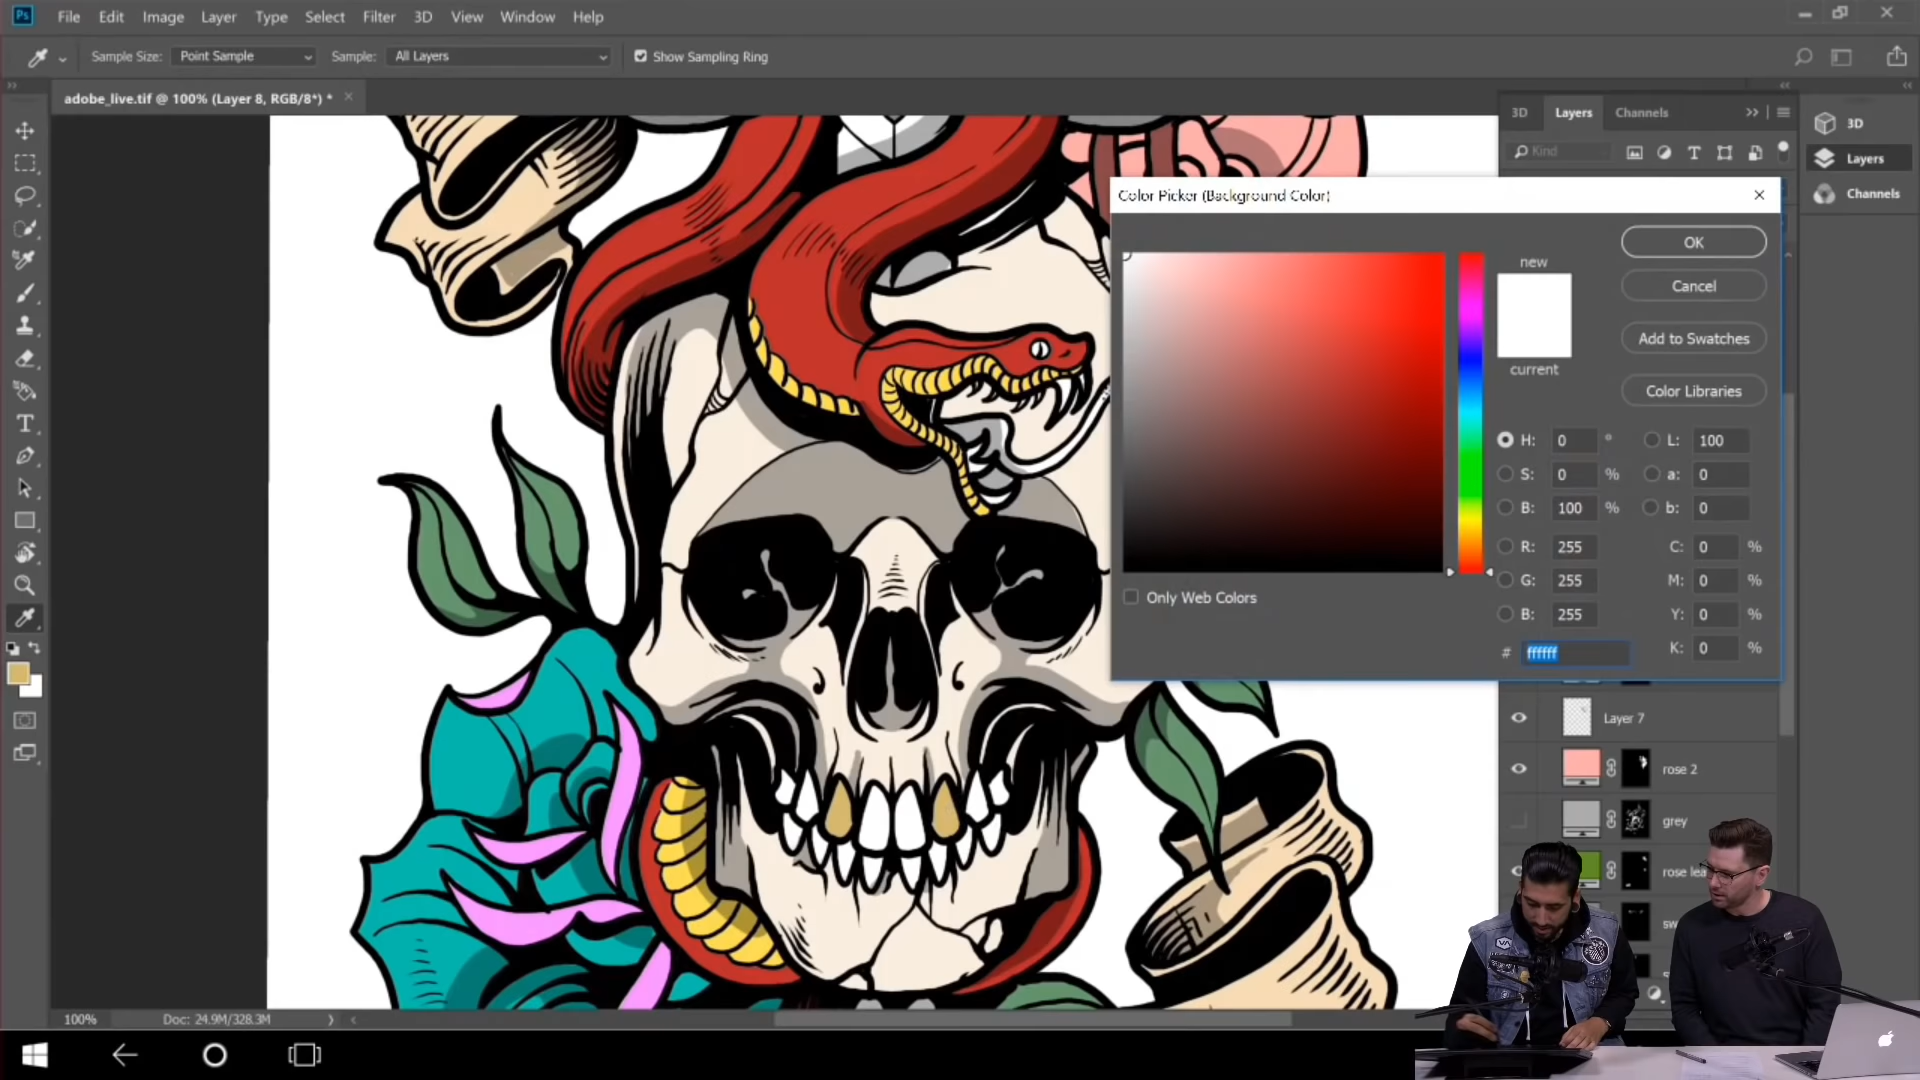 Ps File Edit Image Layer Type Select Filter 3D View Window Help
Sample Size: Point Sample Sample: All Layers Show Sampling Ring
adobe_live.tif @ 100% (Layer 8, RGB/8*) *
3D Layers Channels
Kind
3D
Layers
Channels
Color Picker (Background Color)
OK
new
Cancel
Add to Swatches
current
Color Libraries
H: 0 ° L: 100
S: 0 % a: 0
B: 100 % b: 0
R: 255 C: 0 %
G: 255 M: 0 %
B: 255 Y: 0 %
# ffffff K: 0 %
Only Web Colors
Layer 7
rose 2
grey
rose lea
100% Doc: 24.9M/328.3M